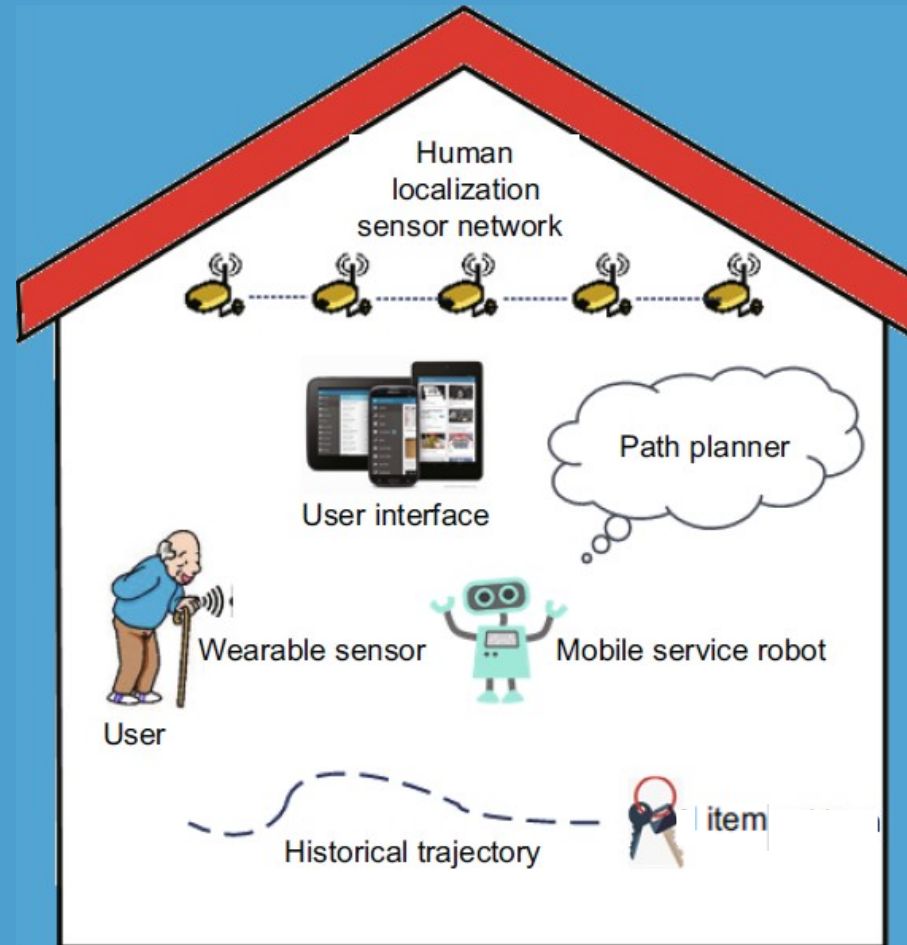 Human
localization
sensor network
Path planner
User interface
Wearable sensor
Mobile service robot
User
item
Historical trajectory